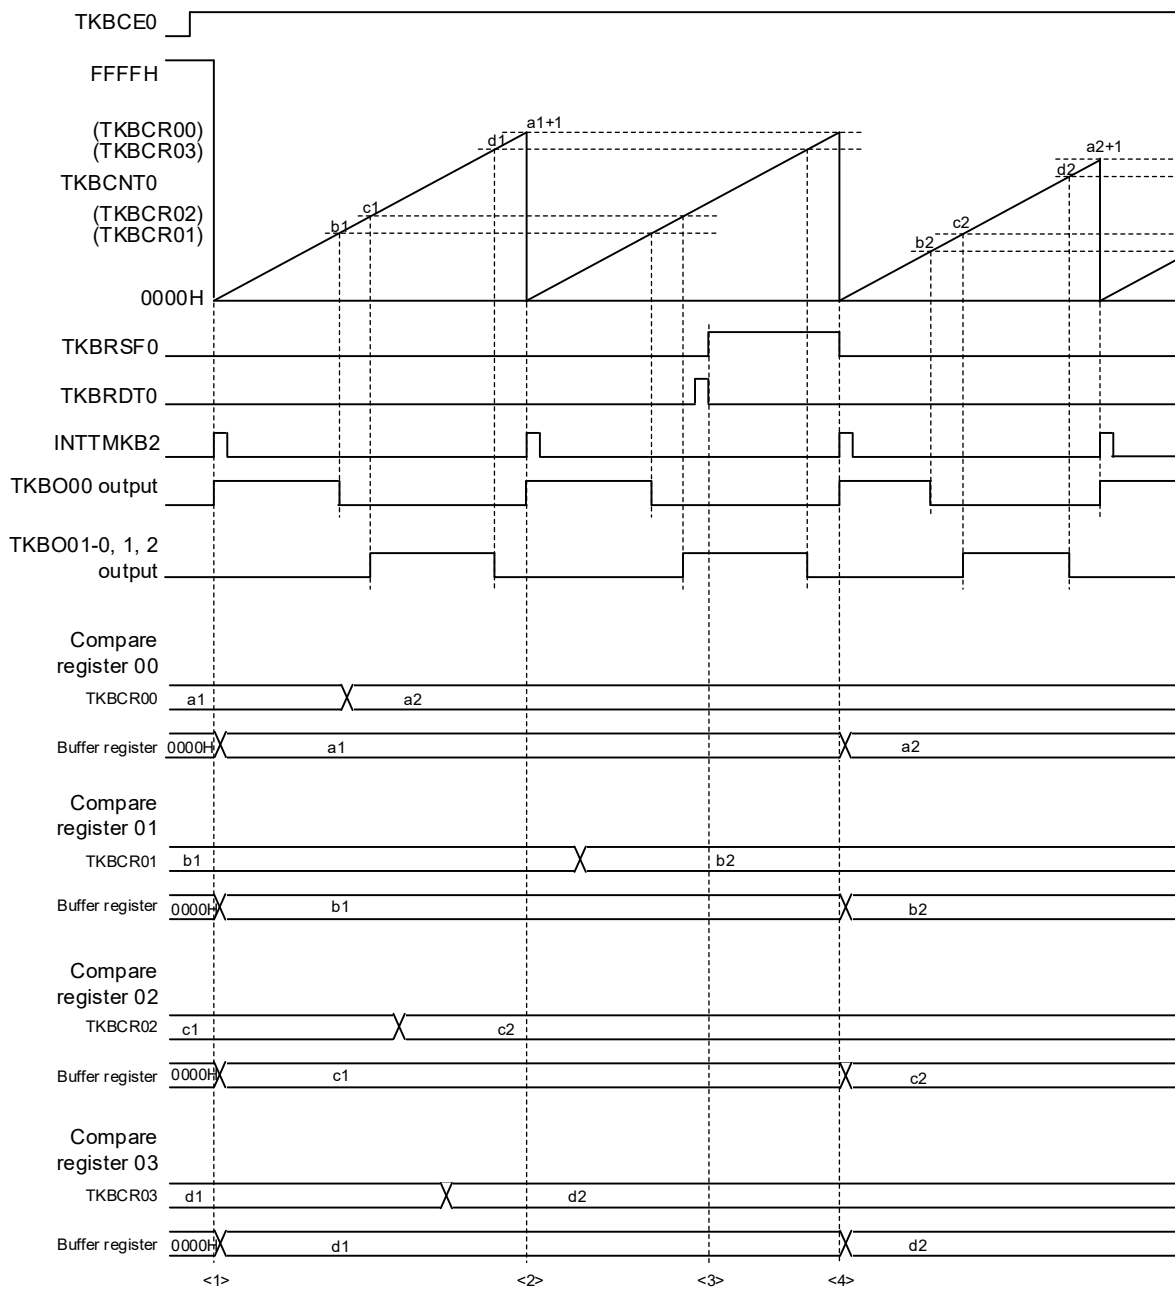 TKBCE0
FFFFH
(TKBCR00)
(TKBCR03)
TKBCNT0
(TKBCR02)
(TKBCR01)
0000H
b1
c1
d1
a1+1
b2
c2
d2
a2+1
TKBRSF0
TKBRDT0
INTTMKB2
TKBO00 output
TKBO01-0, 1, 2
output
Compare
register 00
TKBCR00 a1 a2
Buffer register 0000H a1 a2
Compare
register 01
TKBCR01 b1 b2
Buffer register 0000H b1 b2
Compare
register 02
TKBCR02 c1 c2
Buffer register 0000H c1 c2
Compare
register 03
TKBCR03 d1 d2
Buffer register 0000H d1 d2
<1> <2> <3> <4>